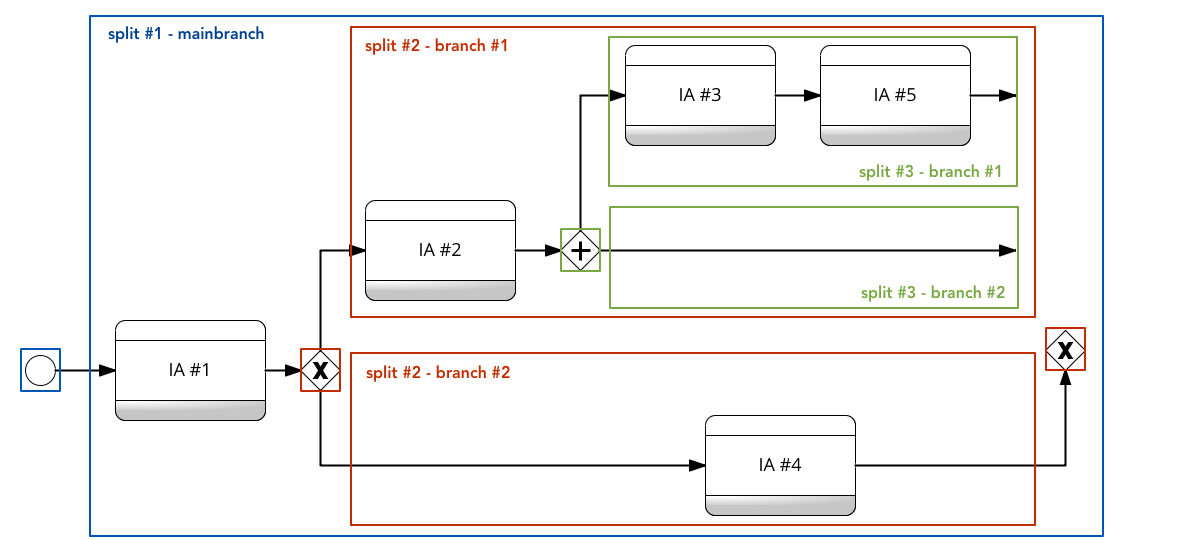 split #1 - mainbranch
split #2 - branch #1
IA #3
IA #5
split #3 - branch #1
IA #2
+
split #3 - branch #2
IA #1
X
X
split #2 - branch #2
IA #4